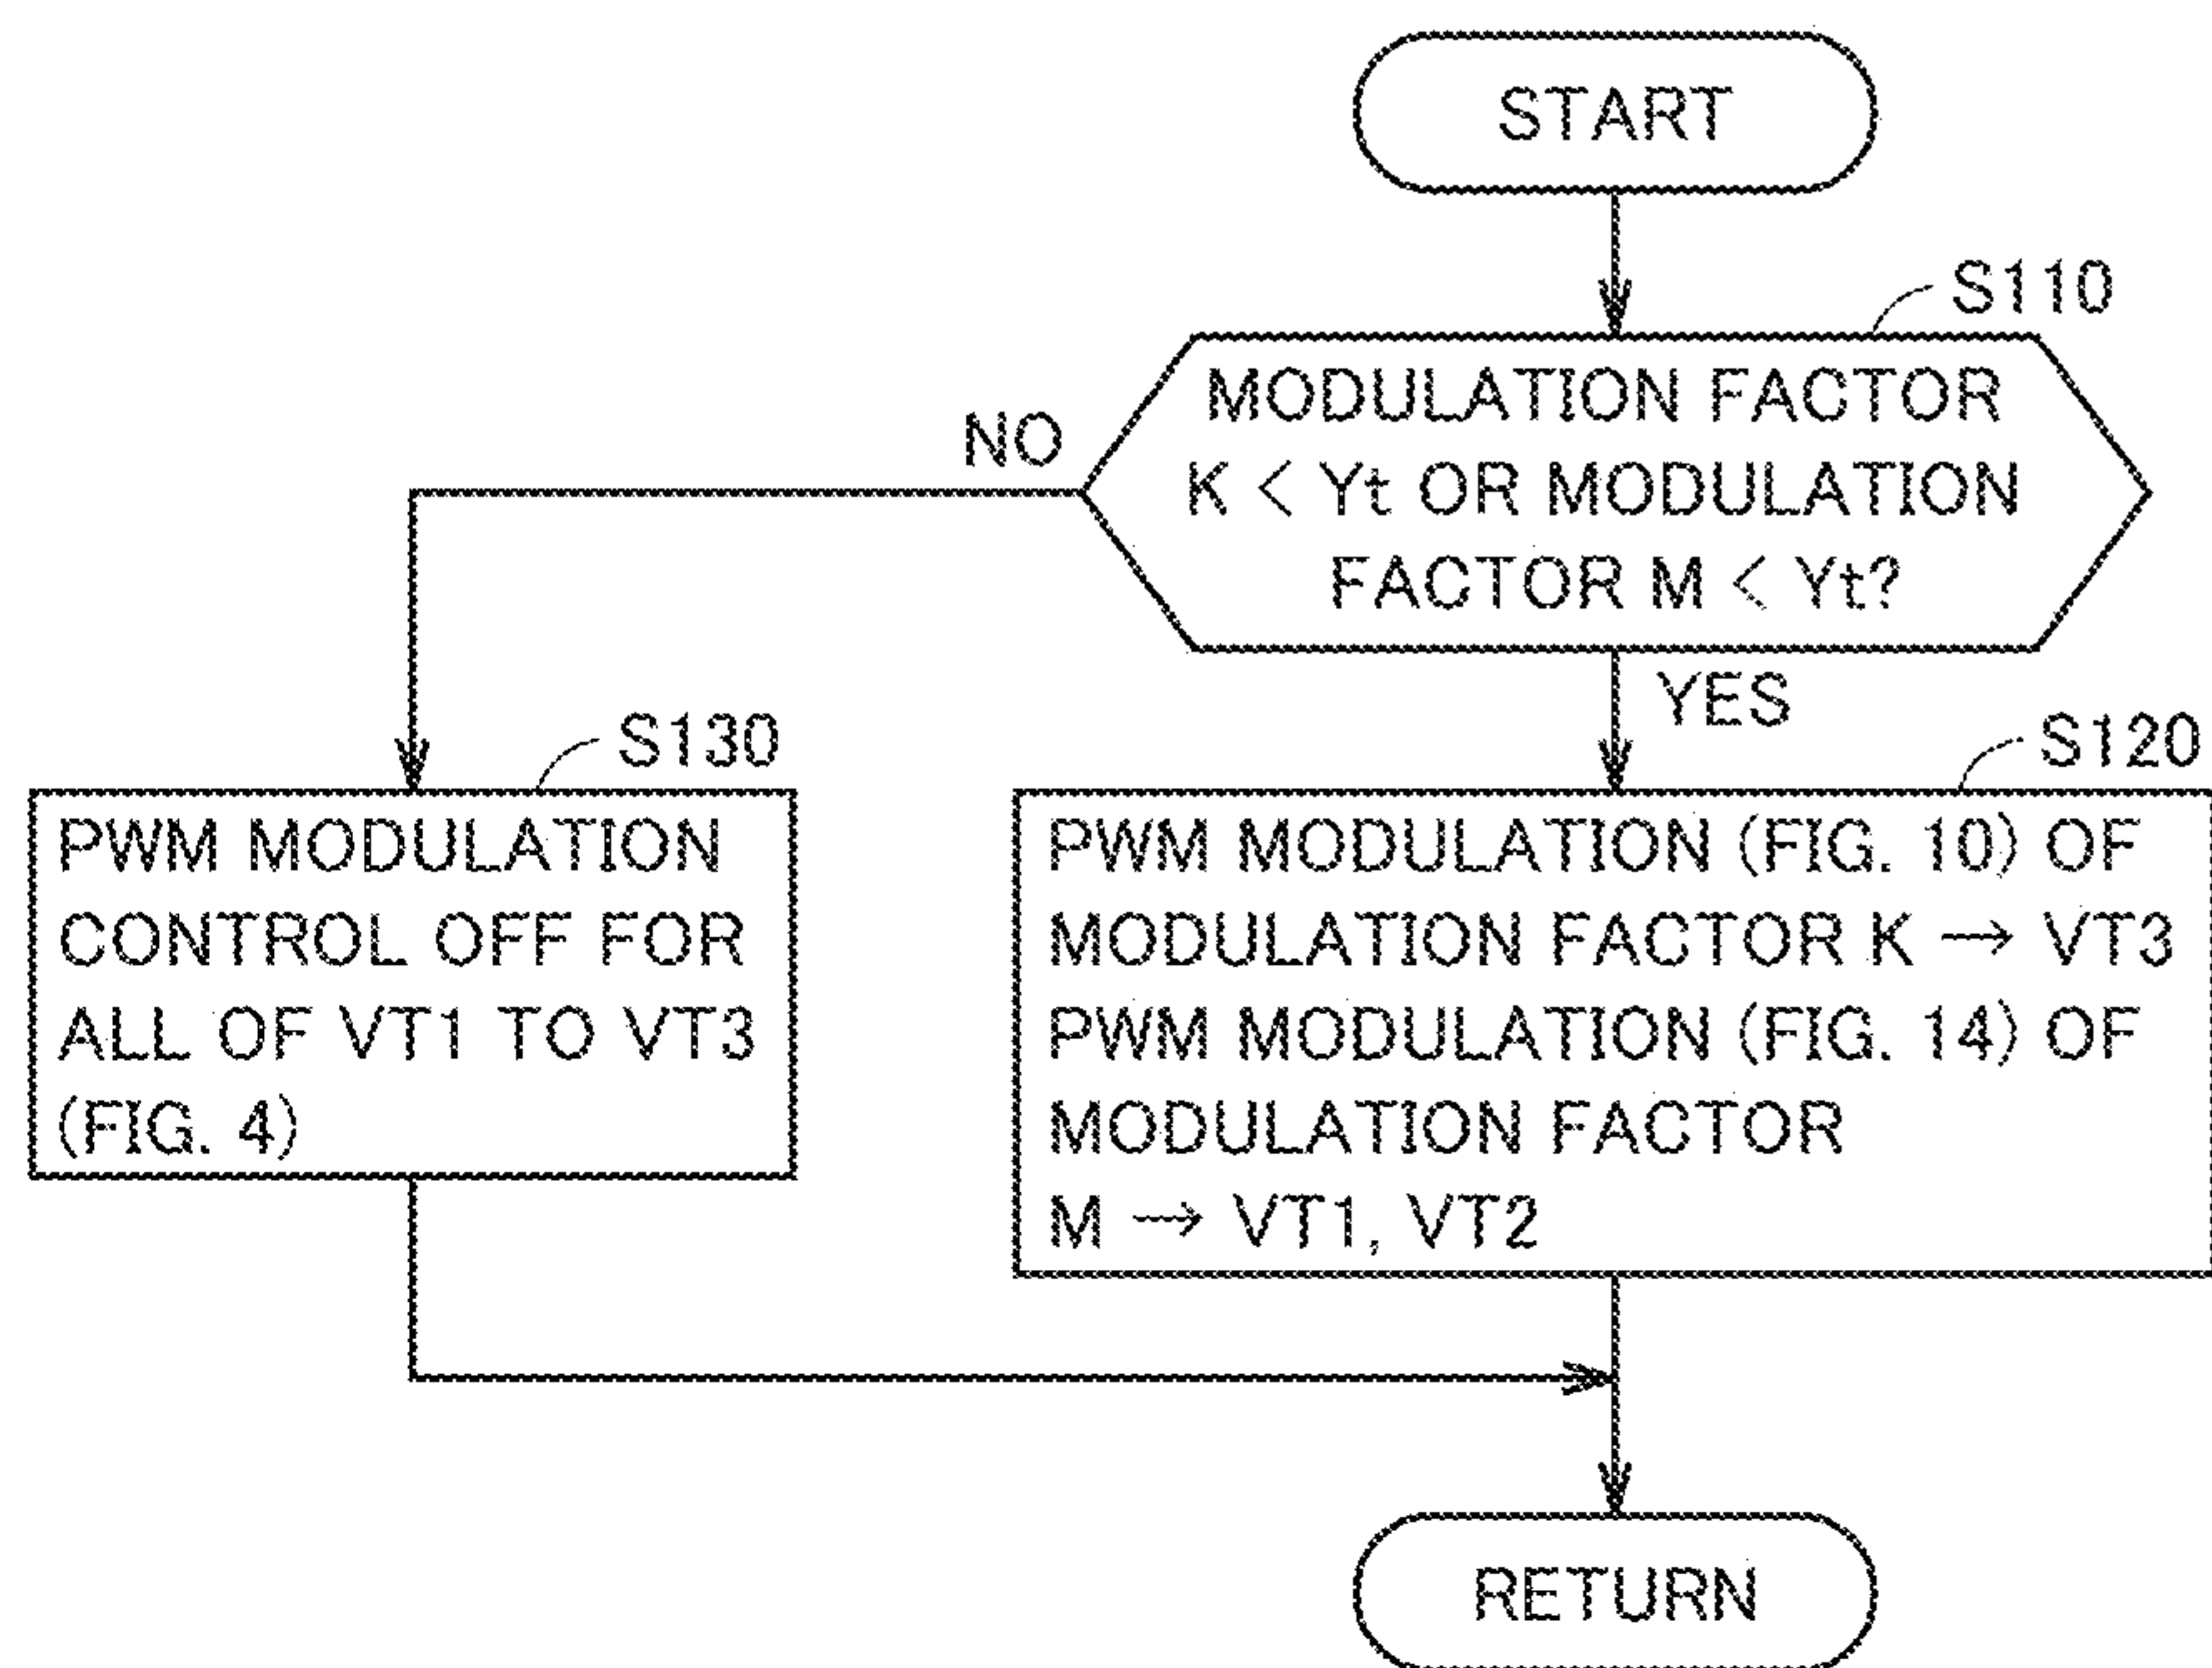 START
S110
MODULATION FACTOR
K < Yt OR MODULATION
FACTOR M < Yt?
NO
YES
S130
PWM MODULATION
CONTROL OFF FOR
ALL OF VT1 TO VT3
(FIG. 4)
S120
PWM MODULATION (FIG. 10) OF
MODULATION FACTOR K → VT3
PWM MODULATION (FIG. 14) OF
MODULATION FACTOR
M → VT1, VT2
RETURN